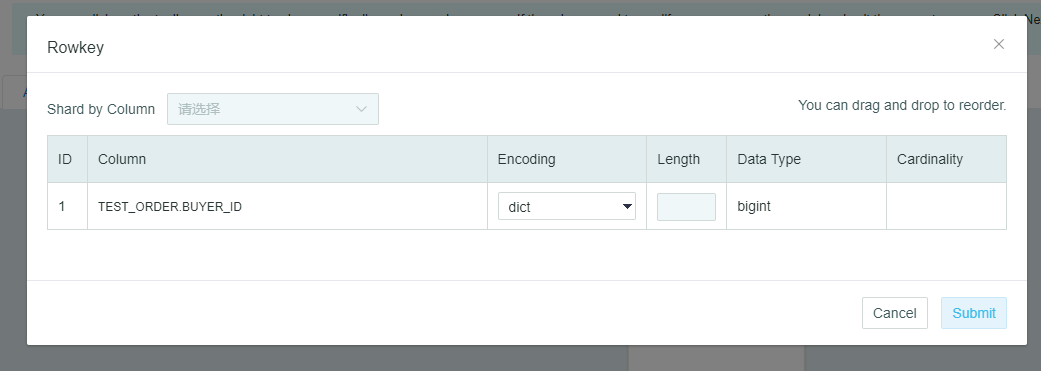 Rowkey
Shard by Column 请选择 You can drag and drop to reorder.
ID Column Encoding Length Data Type Cardinality
1 TEST_ORDER.BUYER_ID dict bigint
Cancel Submit